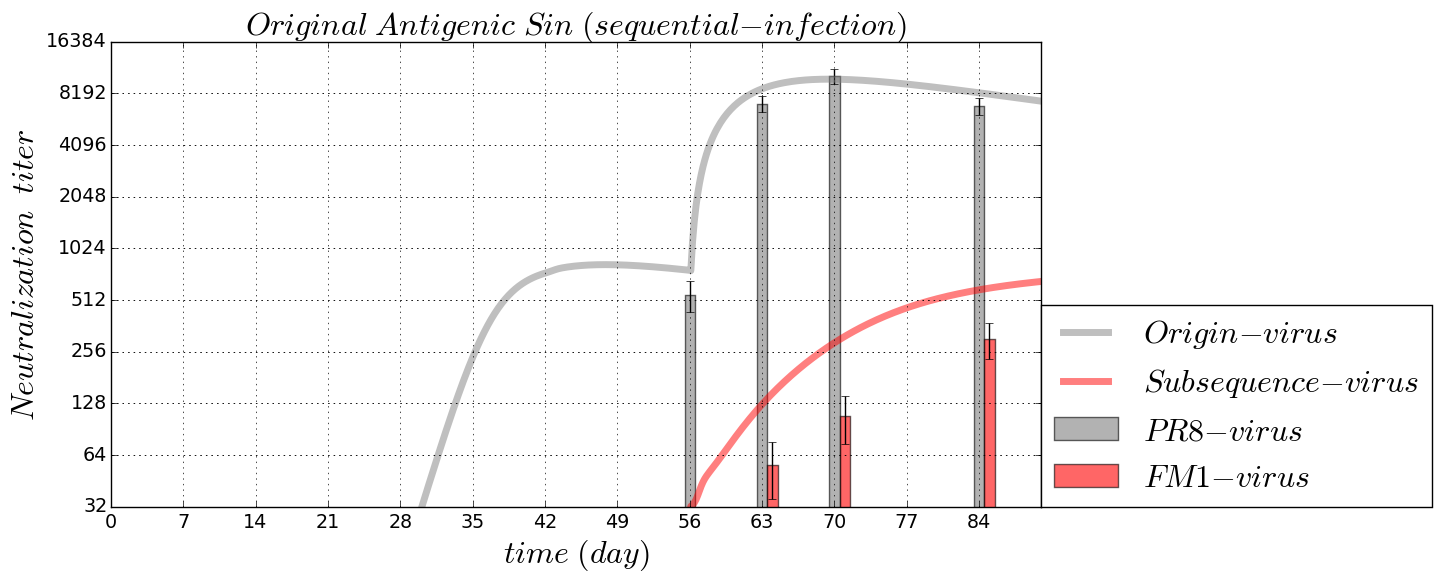 Original Antigenic Sin (sequential−infection)
Neutralization titer
16384
8192
4096
2048
1024
512
256
128
64
32
0 7 14 21 28 35 42 49 56 63 70 77 84
time (day)
Origin−virus
Subsequence−virus
PR8−virus
FM1−virus